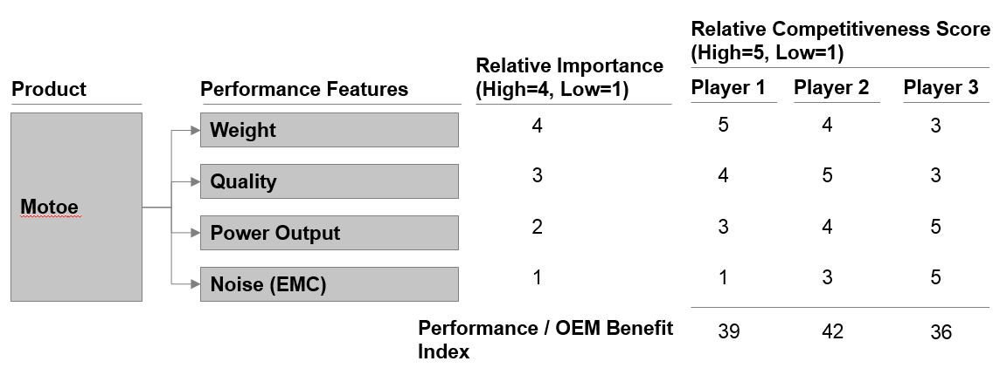 Relative Competitiveness Score
(High=5, Low=1)
Relative Importance
(High=4, Low=1)
Product Performance Features Player 1 Player 2 Player 3
Motoe
Weight 4 5 4 3
Quality 3 4 5 3
Power Output 2 3 4 5
Noise (EMC) 1 1 3 5
Performance / OEM Benefit
Index
39 42 36